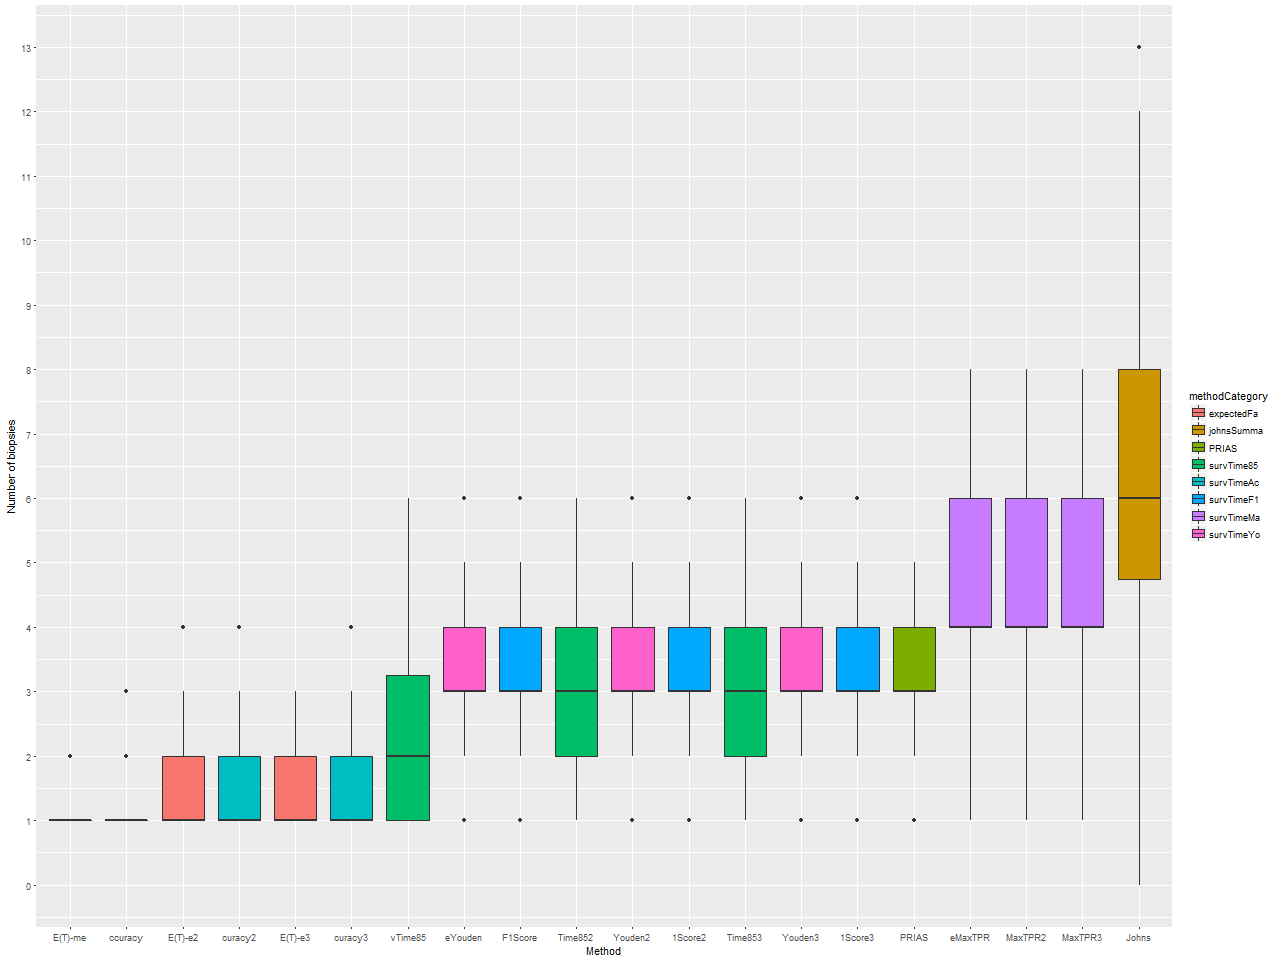 13
12
11
10
9
8
7
6
5
4
3
2
1
0
Number of biopsies
E(T)-me ccuracy E(T)-e2 curacy2 E(T)-e3 curacy3 vTime85 eYouden F1Score Time852 Youden2 1Score2 Time853 Youden3 1Score3 PRIAS eMaxTPR MaxTPR2 MaxTPR3 Johns
Method
methodCategory
expectedFa
johnsSumma
PRIAS
survTime85
survTimeAc
survTimeF1
survTimeMa
survTimeYo